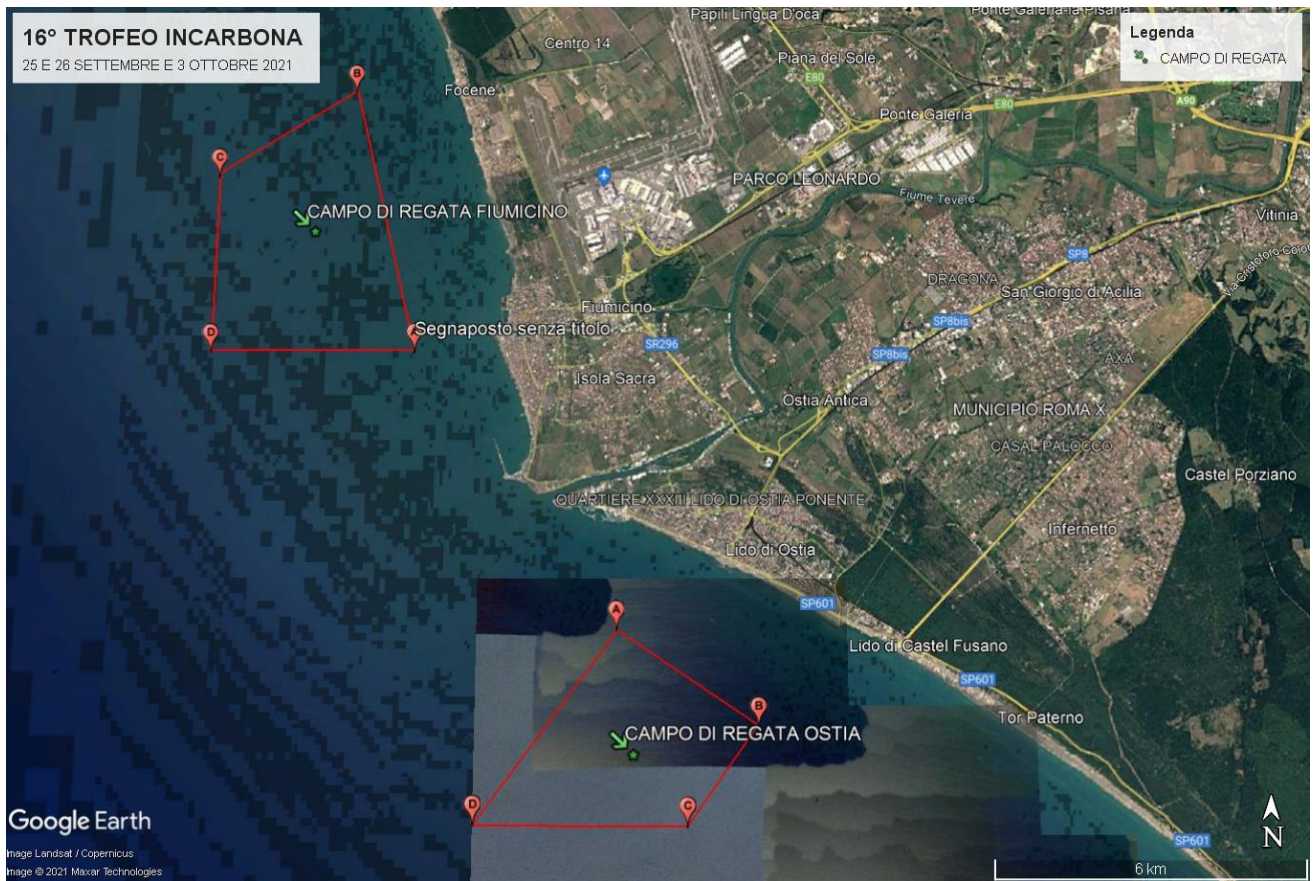 16° TROFEO INCARBONA
25 E 26 SETTEMBRE E 3 OTTOBRE 2021
Legenda
CAMPO DI REGATA
Papili Lingua D'oca
Ponte Galeria-la Pisana
Centro 14
Piana del Sole
E80
Focene
B
E80
A90
Ponte Galeria
C
PARCO LEONARDO
Fiume Tevere
CAMPO DI REGATA FIUMICINO
Vitinia
SP8
Via Cristoforo Colo
DRAGONA
San Giorgio di Acilia
Fiumicino
SP8bis
D
Segnaposto senza titolo
SR296
SP8bis
AXA
Isola Sacra
Ostia Antica
MUNICIPIO ROMA X
CASAL PALOCCO
Castel Porziano
QUARTIERE XXXIII LIDO DI OSTIA PONENTE
Infernetto
Lido di Ostia
SP601
A
Lido di Castel Fusano
SP601
B
Tor Paterno
CAMPO DI REGATA OSTIA
D
C
Google Earth
N
SP601
Image Landsat / Copernicus
Image © 2021 Maxar Technologies
6 km